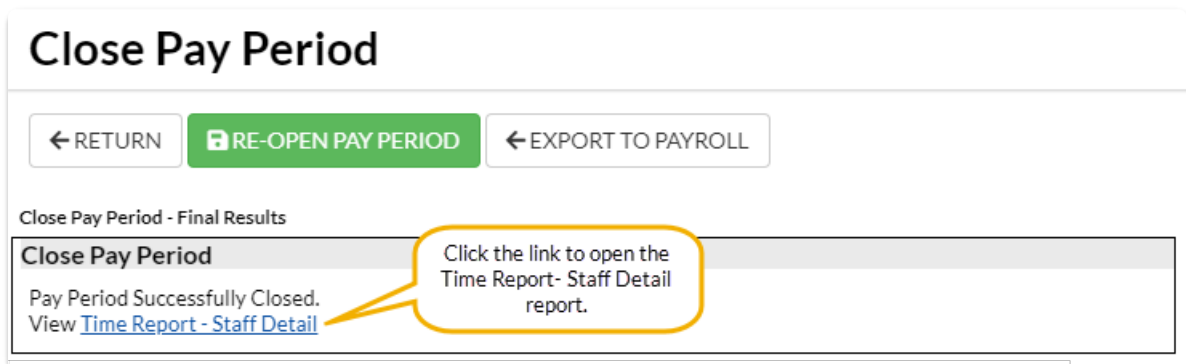 Close Pay Period
RETURN
RE-OPEN PAY PERIOD
EXPORT TO PAYROLL
Close Pay Period - Final Results
Close Pay Period
Click the link to open the
Time Report- Staff Detail
report.
Pay Period Successfully Closed.
View Time Report - Staff Detail